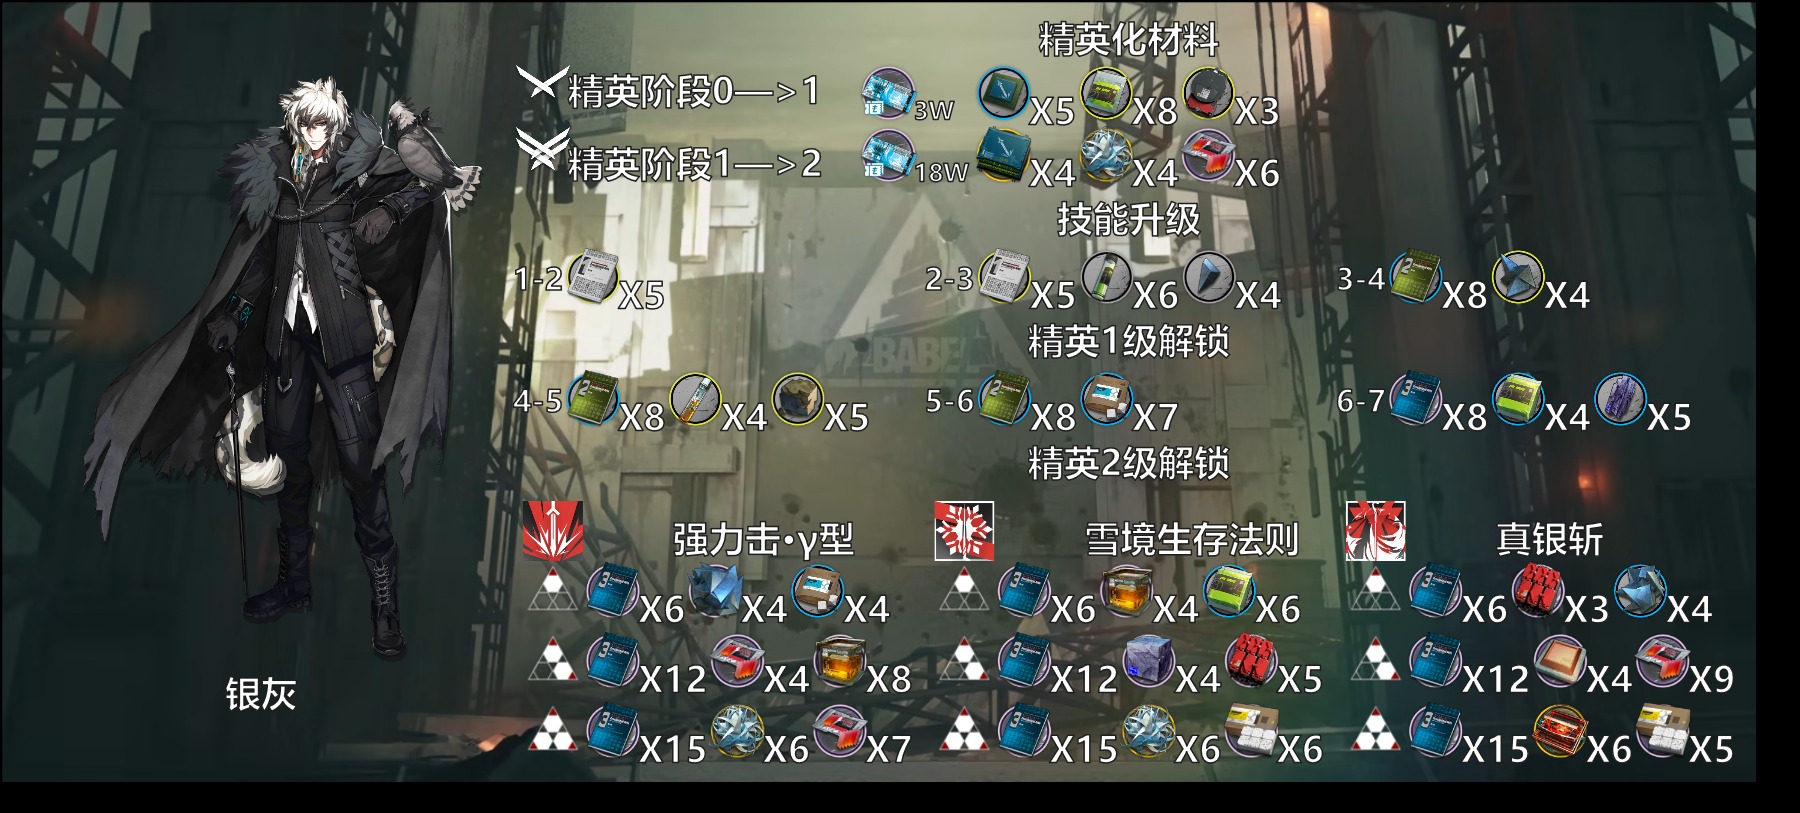 精英化材料
精英阶段0—>1 3W X5 X8 X3
精英阶段1—>2 18W X4 X4 X6
技能升级
1-2 X5 2-3 X5 X6 X4 3-4 X8 X4
精英1级解锁
BABEL
4-5 X8 X4 X5 5-6 X8 X7 6-7 X8 X4 X5
精英2级解锁
强力击·γ型 雪境生存法则 真银斩
X6 X4 X4 X6 X4 X6 X6 X3 X4
X12 X4 X8 X12 X4 X5 X12 X4 X9
银灰
X15 X6 X7 X15 X6 X6 X15 X6 X5